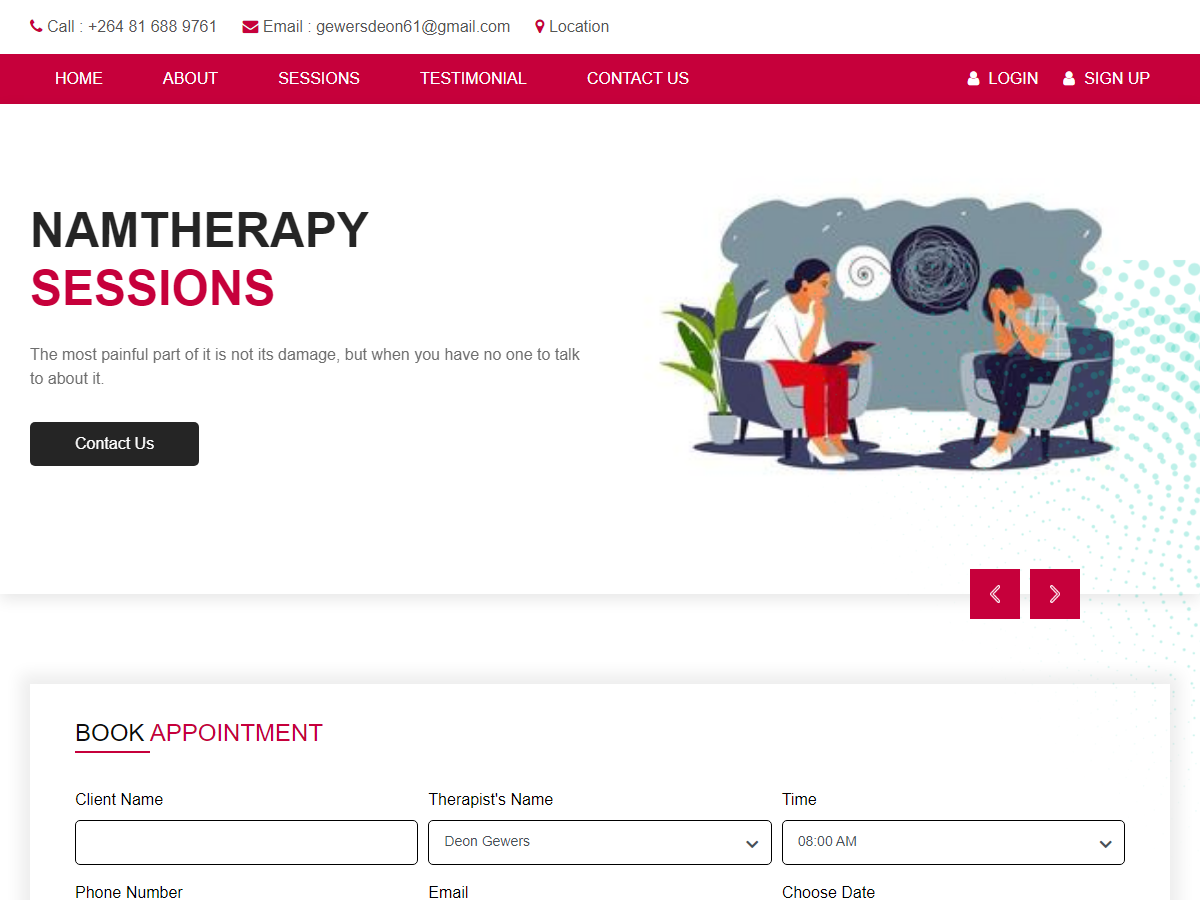 Call : +264 81 688 9761 Email : gewersdeon61@gmail.com Location
HOME ABOUT SESSIONS TESTIMONIAL CONTACT US LOGIN SIGN UP
NAMTHERAPY
SESSIONS
The most painful part of it is not its damage, but when you have no one to talk
to about it.
Contact Us
BOOK APPOINTMENT
Client Name Therapist's Name Time
Deon Gewers 08:00 AM
Phone Number Email Choose Date